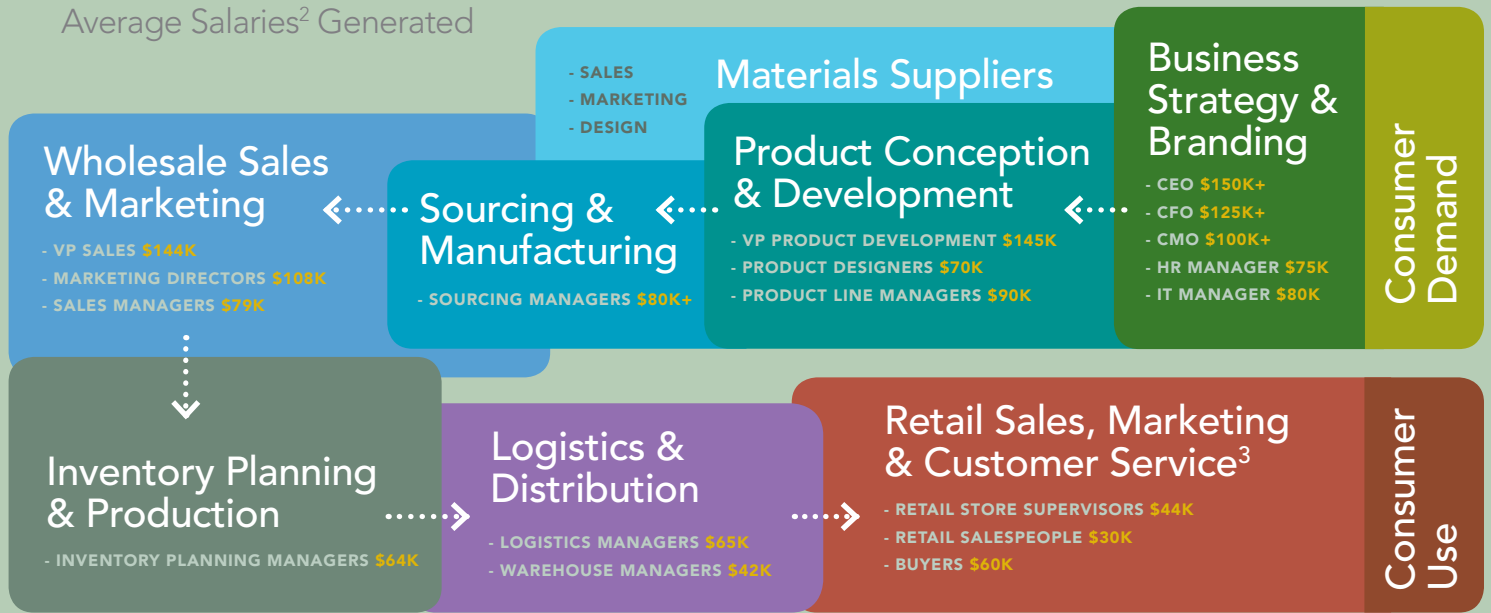 Average Salaries² Generated
- SALES
- MARKETING
- DESIGN
Materials Suppliers
Business
Strategy &
Branding
- CEO $150K+
- CFO $125K+
- CMO $100K+
- HR MANAGER $75K
- IT MANAGER $80K
Consumer
Demand
Product Conception
& Development
- VP PRODUCT DEVELOPMENT $145K
- PRODUCT DESIGNERS $70K
- PRODUCT LINE MANAGERS $90K
Sourcing &
Manufacturing
- SOURCING MANAGERS $80K+
Wholesale Sales
& Marketing
- VP SALES $144K
- MARKETING DIRECTORS $108K
- SALES MANAGERS $79K
Inventory Planning
& Production
- INVENTORY PLANNING MANAGERS $64K
Logistics &
Distribution
- LOGISTICS MANAGERS $65K
- WAREHOUSE MANAGERS $42K
Retail Sales, Marketing
& Customer Service³
- RETAIL STORE SUPERVISORS $44K
- RETAIL SALESPEOPLE $30K
- BUYERS $60K
Consumer
Use